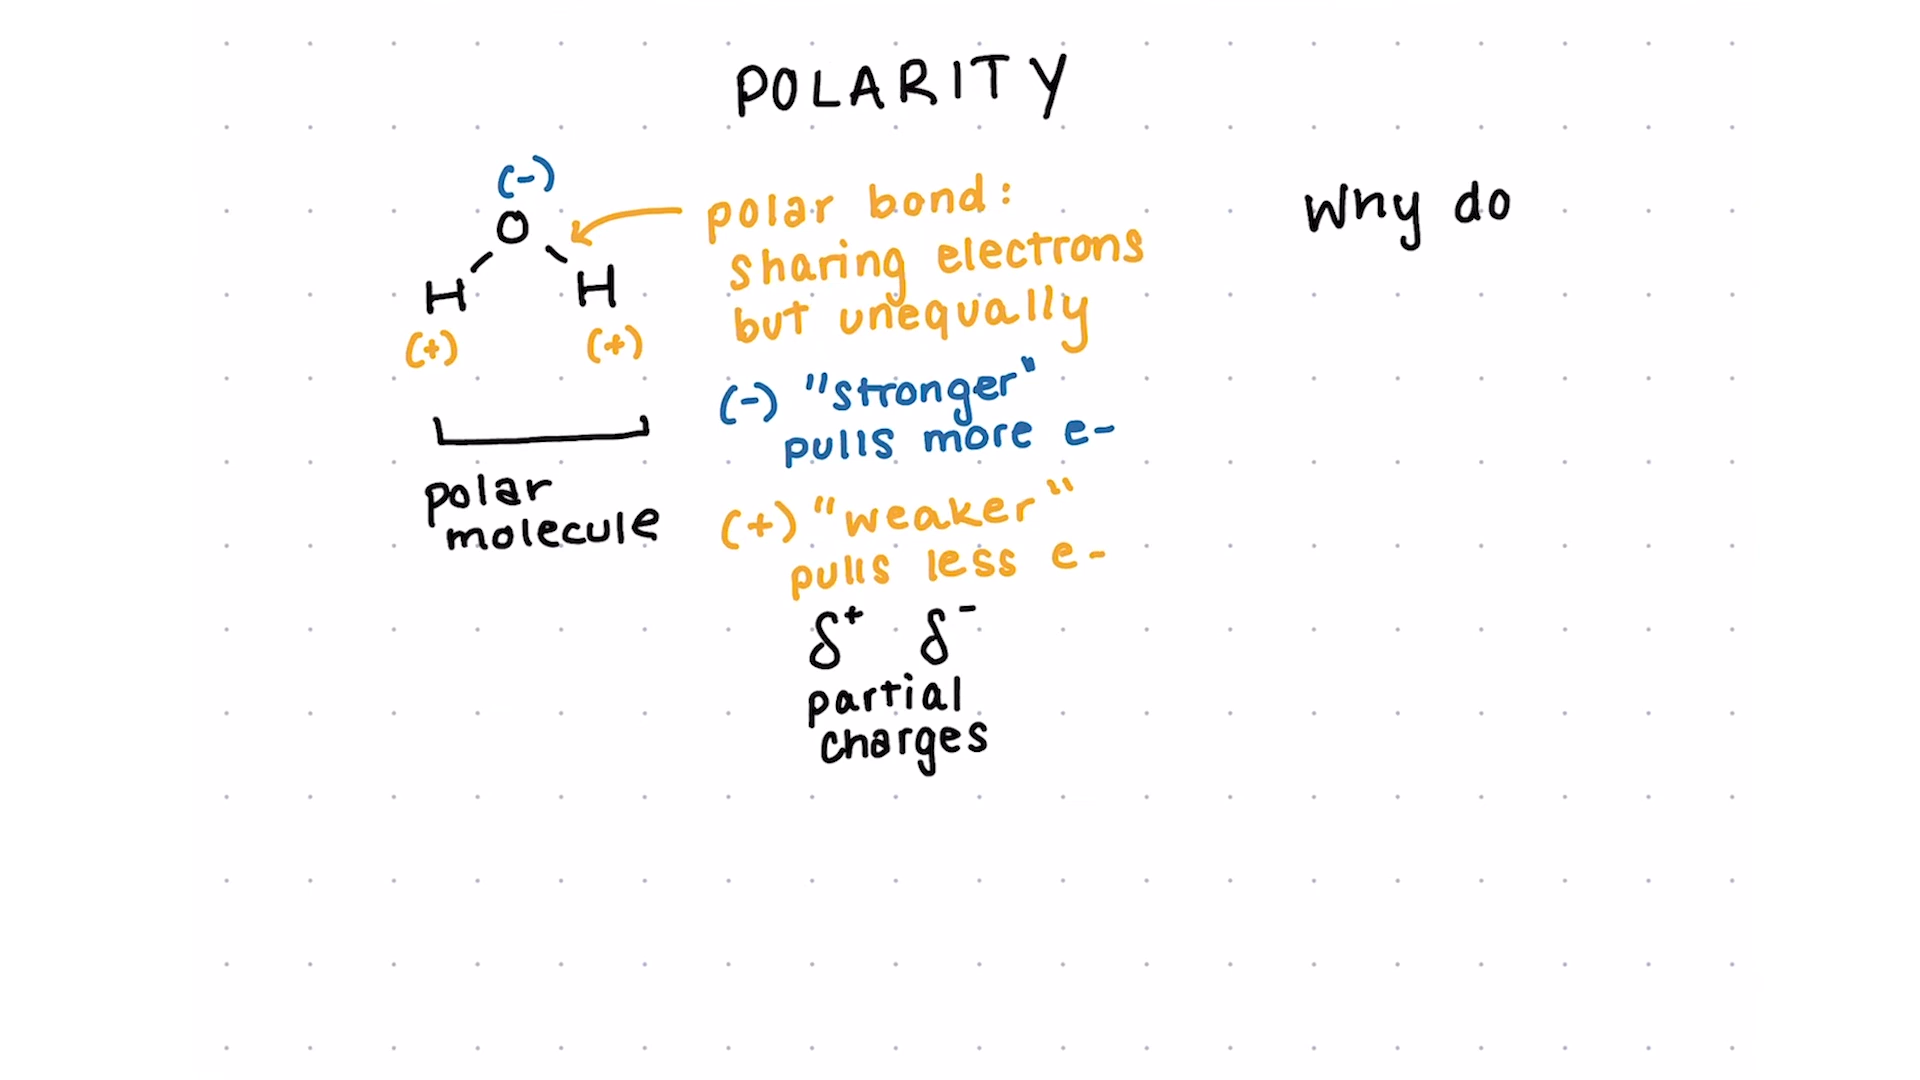 POLARITY
(-)
O
H H
(+) (+)
polar
molecule
polar bond:
sharing electrons
but unequally
(-) "stronger"
pulls more e-
(+) "weaker"
pulls less e-
δ+ δ-
partial
charges
Why do